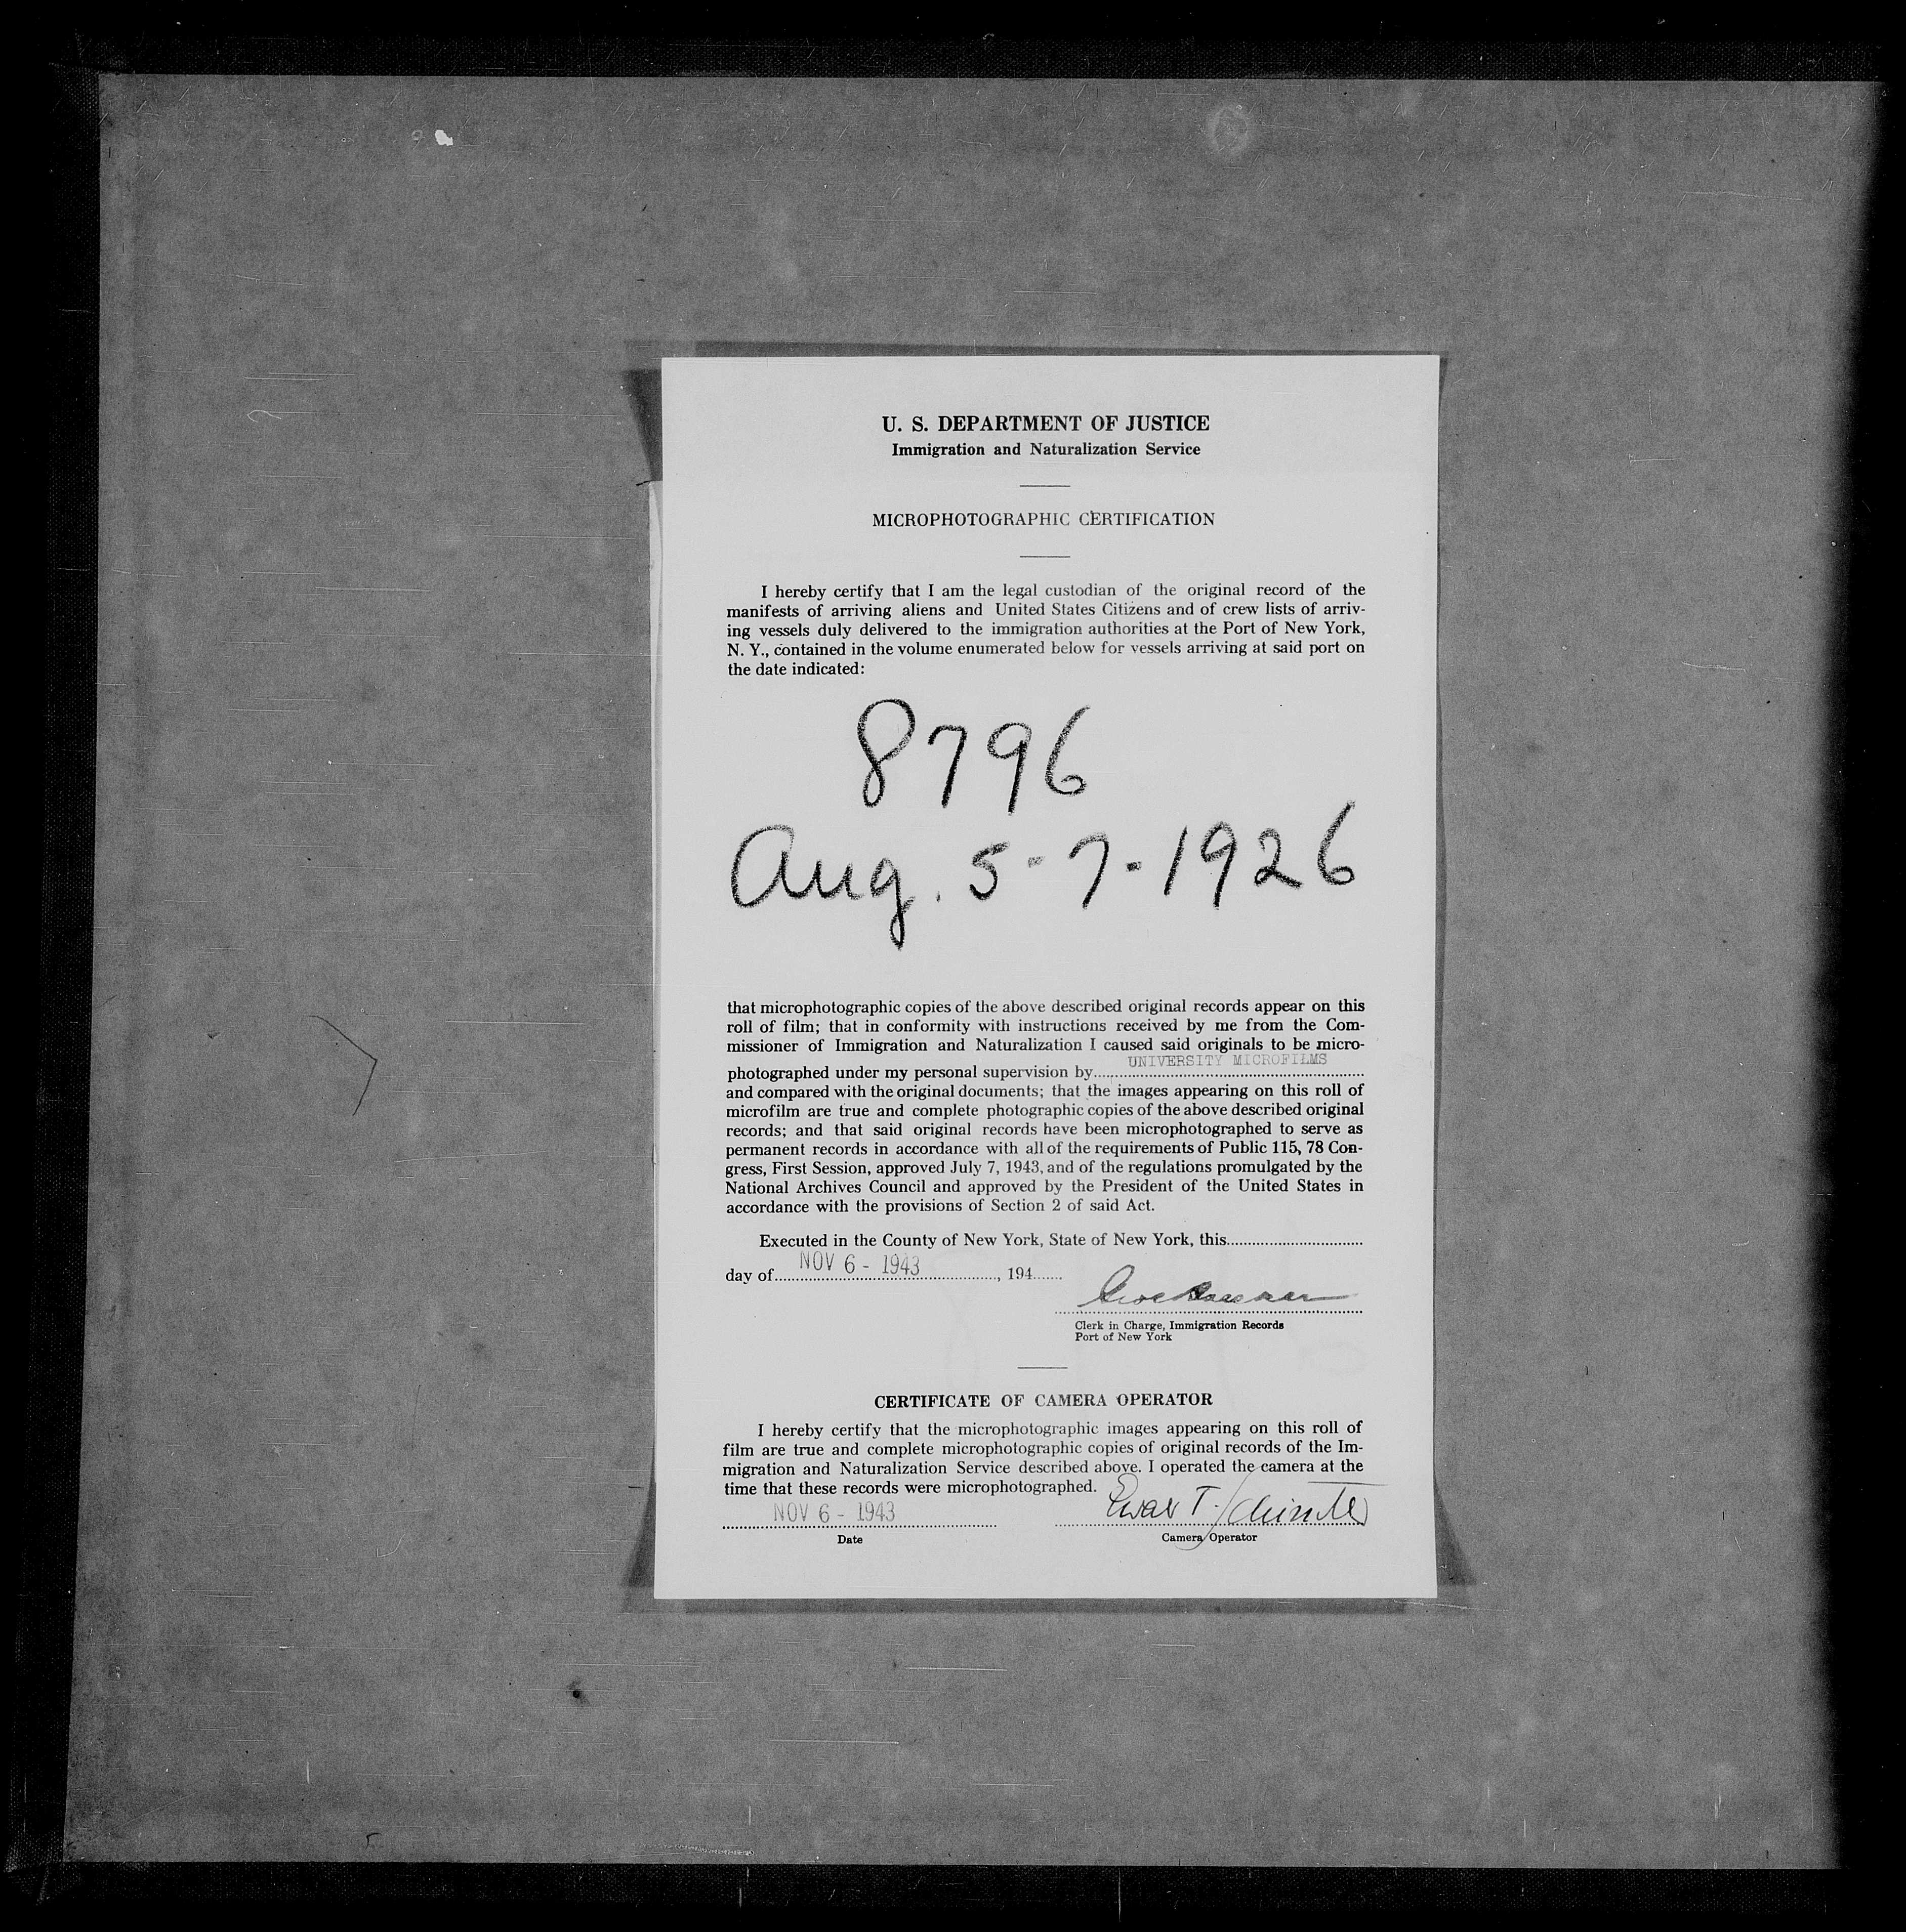 U. S. DEPARTMENT OF JUSTICE
Immigration and Naturalization Service
MICROPHOTOGRAPHIC CERTIFICATION
I hereby certify that I am the legal custodian of the original record of the
manifests of arriving aliens and United States Citizens and of crew lists of arriv-
ing vessels duly delivered to the immigration authorities at the Port of New York,
N. Y., contained in the volume enumerated below for vessels arriving at said port on
the date indicated:
8796
Aug. 5-7-1926
that microphotographic copies of the above described original records appear on this
roll of film; that in conformity with instructions received by me from the Com-
missioner of Immigration and Naturalization I caused said originals to be micro-
photographed under my personal supervision by UNIVERSITY MICROFILMS
and compared with the original documents; that the images appearing on this roll of
microfilm are true and complete photographic copies of the above described original
records; and that said original records have been microphotographed to serve as
permanent records in accordance with all of the requirements of Public 115, 78 Con-
gress, First Session, approved July 7, 1943, and of the regulations promulgated by the
National Archives Council and approved by the President of the United States in
accordance with the provisions of Section 2 of said Act.
Executed in the County of New York, State of New York, this
day of NOV 6 - 1943, 194
Clerk in Charge, Immigration Records
Port of New York
CERTIFICATE OF CAMERA OPERATOR
I hereby certify that the microphotographic images appearing on this roll of
film are true and complete microphotographic copies of original records of the Im-
migration and Naturalization Service described above. I operated the camera at the
time that these records were microphotographed.
NOV 6 - 1943
Date
Camera Operator